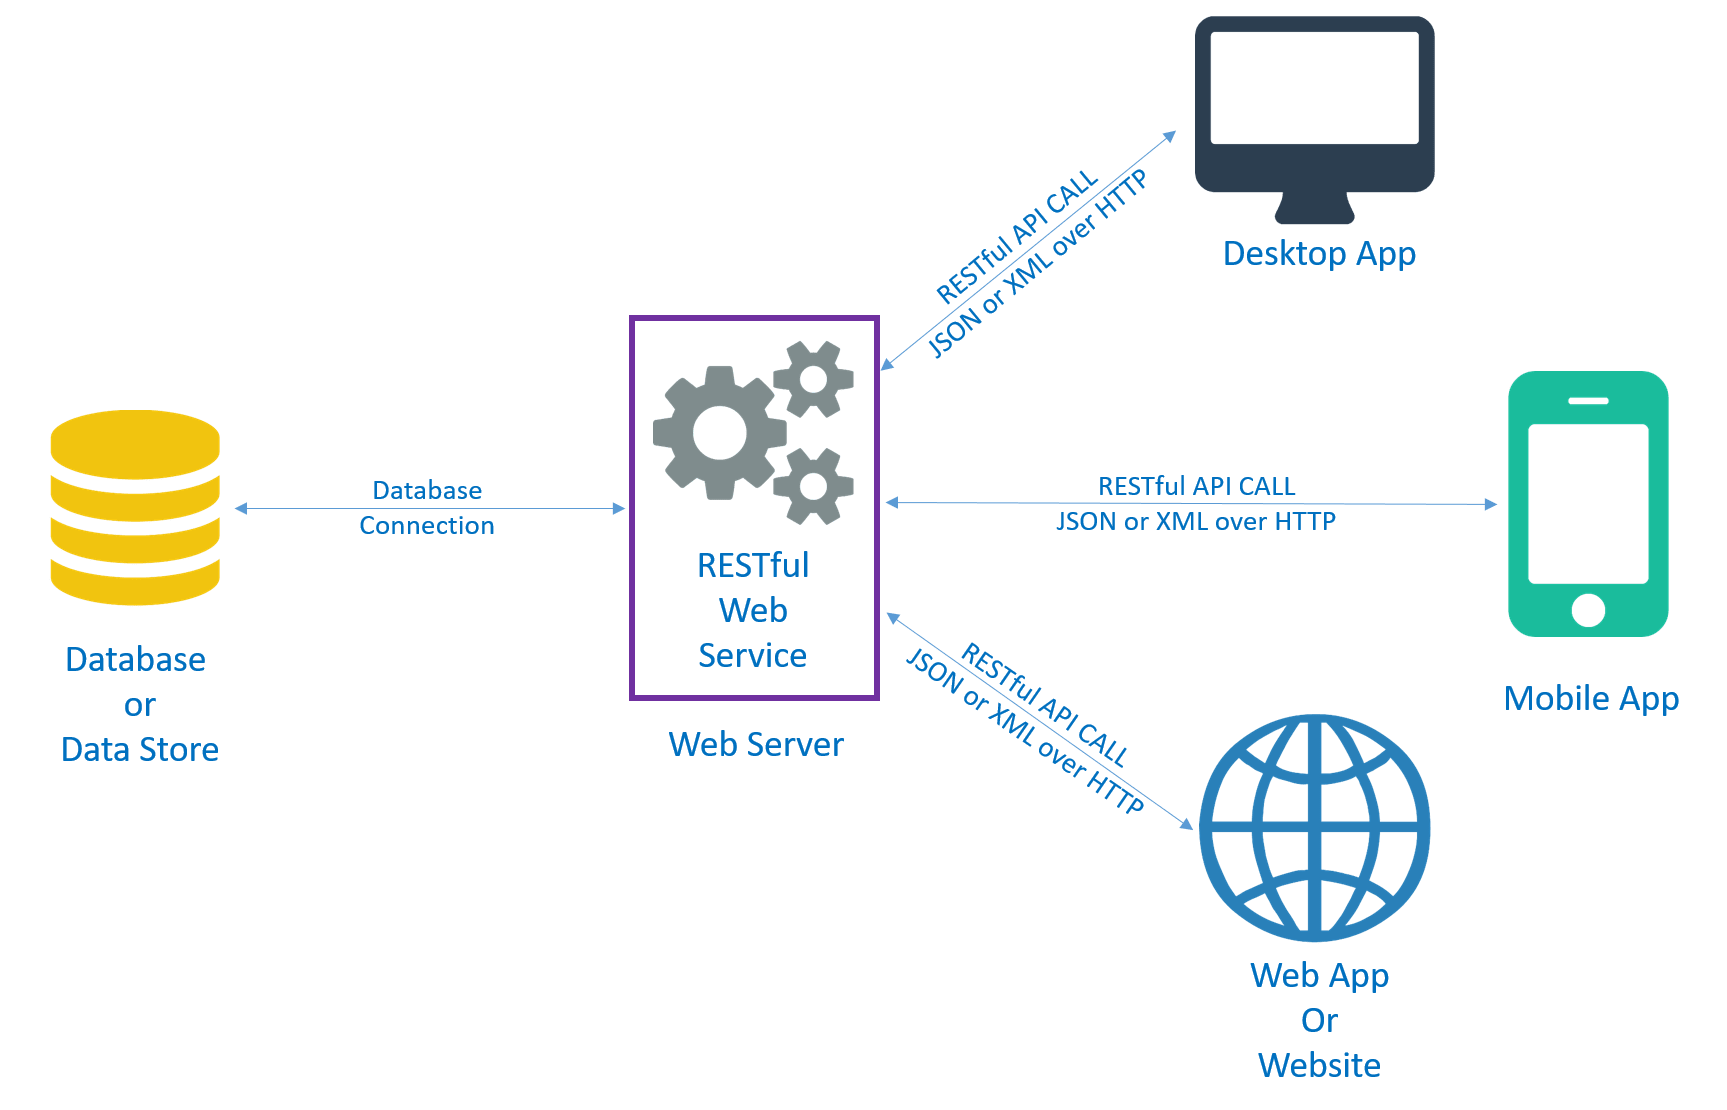 RESTful API CALL
JSON or XML over HTTP
Desktop App
Database
Connection
RESTful
Web
Service
Web Server
Database
or
Data Store
RESTful API CALL
JSON or XML over HTTP
Mobile App
RESTful API CALL
JSON or XML over HTTP
Web App
Or
Website